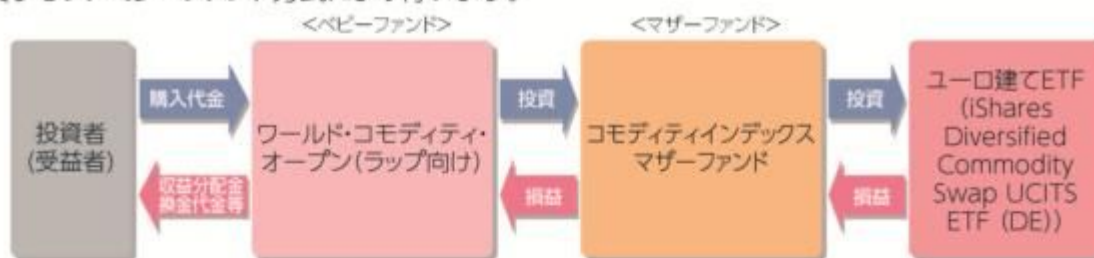 <ベビーファンド>
<マザーファンド>
投資者
(受益者)
購入代金
収益分配金
換金代金等
ワールド・コモディティ・
オープン(ラップ向け)
投資
損益
コモディティインデックス
マザーファンド
投資
損益
ユーロ建てETF
(iShares
Diversified
Commodity
Swap UCITS
ETF (DE))